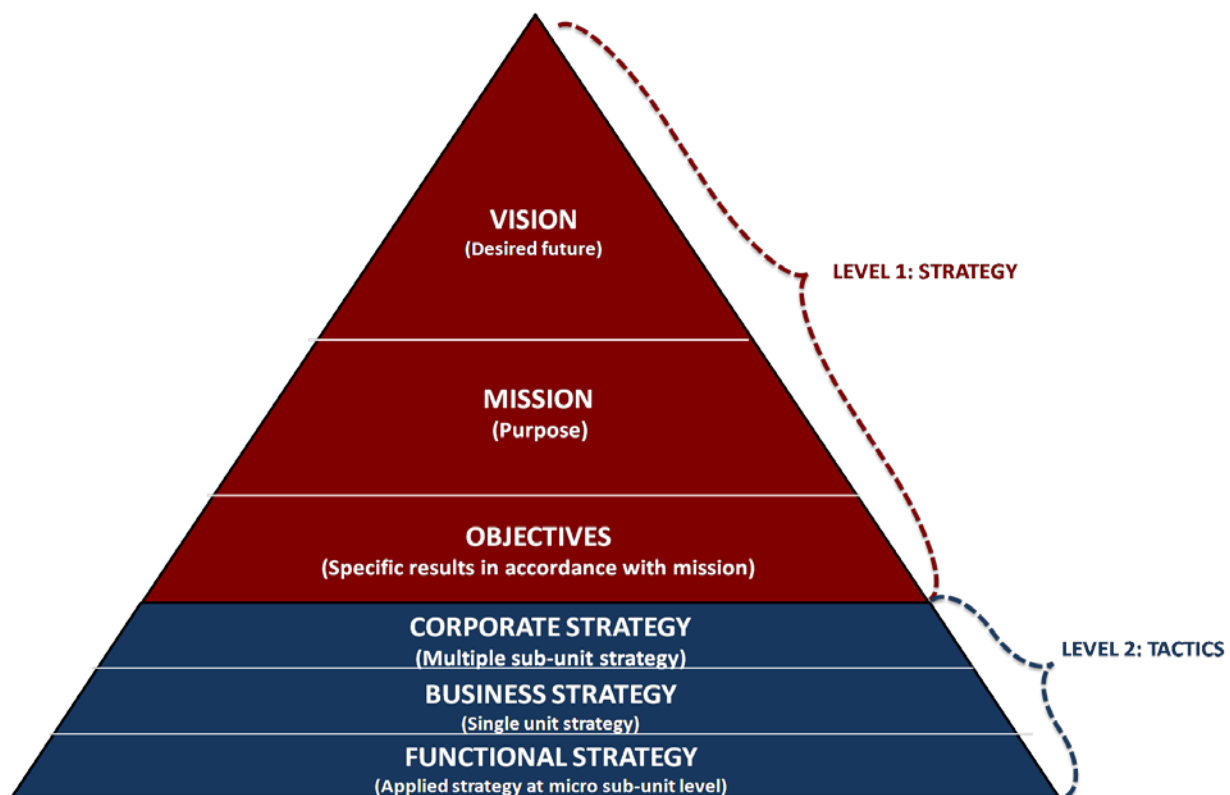 VISION
(Desired future)
LEVEL 1: STRATEGY
MISSION
(Purpose)
OBJECTIVES
(Specific results in accordance with mission)
CORPORATE STRATEGY
(Multiple sub-unit strategy)
LEVEL 2: TACTICS
BUSINESS STRATEGY
(Single unit strategy)
FUNCTIONAL STRATEGY
(Applied strategy at micro sub-unit level)